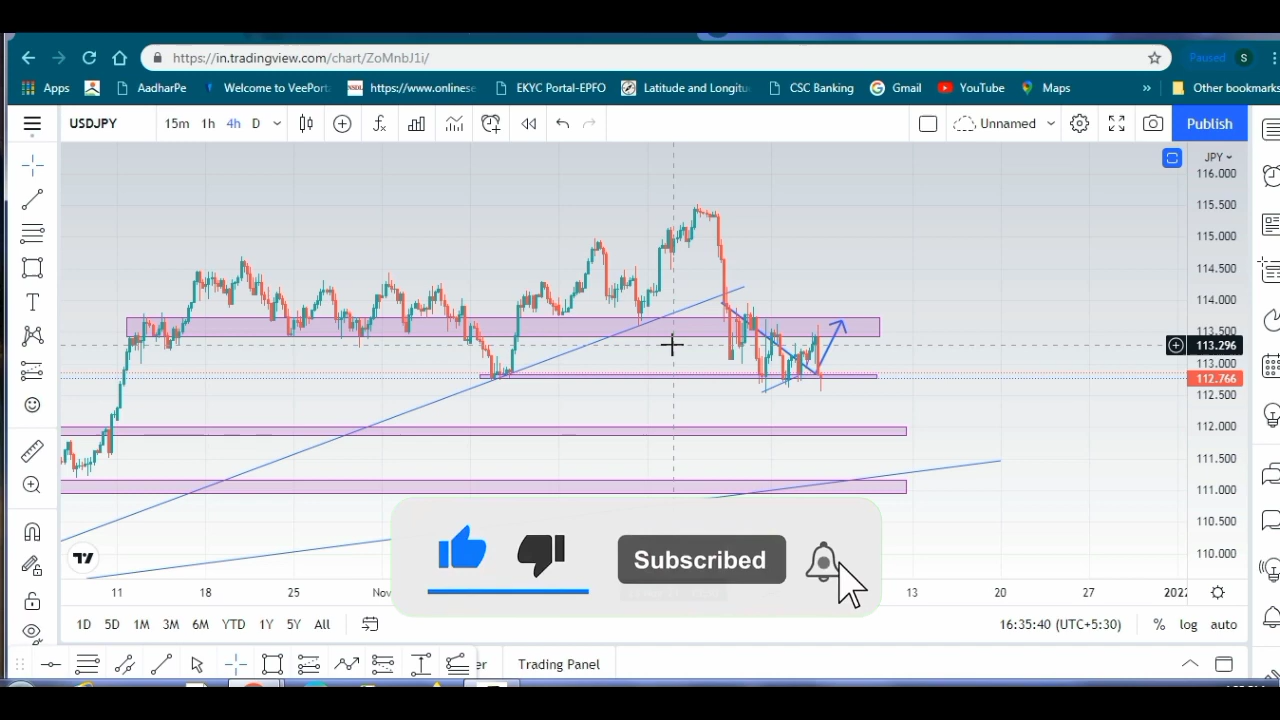 https://in.tradingview.com/chart/ZoMnbJ1i/
Paused S
Apps AadharPe Welcome to VeePort NSDL https://www.onlinese EKYC Portal-EPFO Latitude and Longitu CSC Banking Gmail YouTube Maps » Other bookmarks
USDJPY 15m 1h 4h D Unnamed Publish
JPY
116.000
115.500
115.000
114.500
114.000
113.500
113.296
113.000
112.766
112.500
112.000
111.500
111.000
110.500
110.000
Subscribed
11 18 25 Nov 13 20 27 2022
1D 5D 1M 3M 6M YTD 1Y 5Y All 16:35:40 (UTC+5:30) % log auto
er Trading Panel